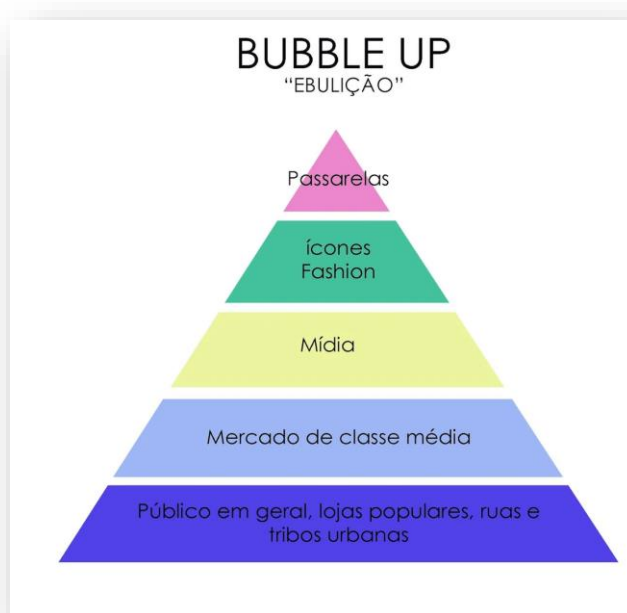 BUBBLE UP
“EBULIÇÃO”
Passarelas
ícones
Fashion
Mídia
Mercado de classe média
Público em geral, lojas populares, ruas e
tribos urbanas